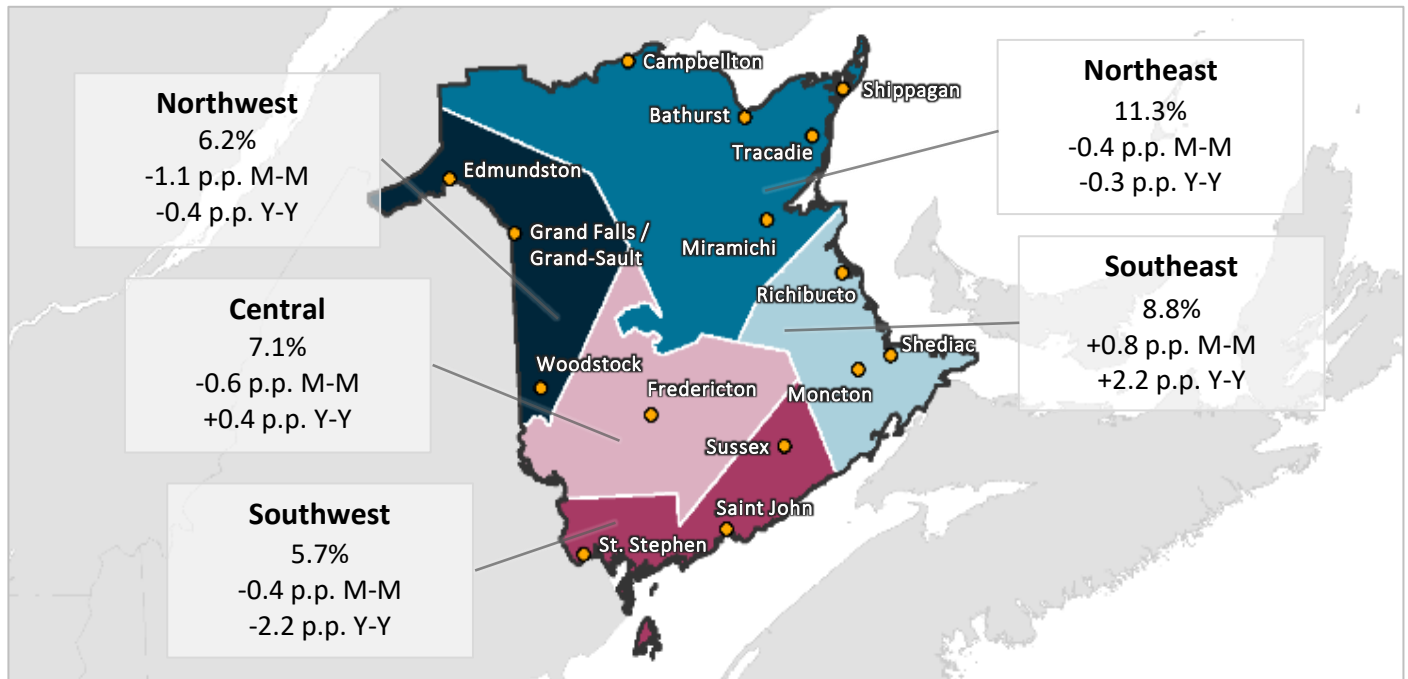 Northwest
6.2%
-1.1 p.p. M-M
-0.4 p.p. Y-Y
Central
7.1%
-0.6 p.p. M-M
+0.4 p.p. Y-Y
Southwest
5.7%
-0.4 p.p. M-M
-2.2 p.p. Y-Y
Northeast
11.3%
-0.4 p.p. M-M
-0.3 p.p. Y-Y
Southeast
8.8%
+0.8 p.p. M-M
+2.2 p.p. Y-Y
Campbellton
Shippagan
Bathurst
Tracadie
Edmundston
Grand Falls /
Grand-Sault
Miramichi
Richibucto
Shediac
Woodstock
Fredericton
Moncton
Sussex
Saint John
St. Stephen